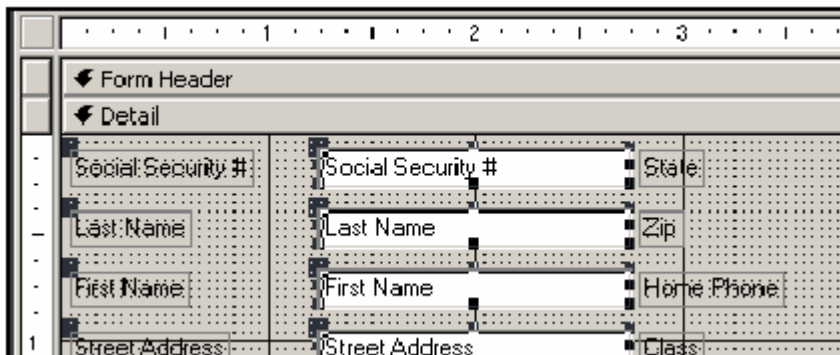 1 2 3
Form Header
Detail
Social Security #: Social Security # State:
Last Name Last Name Zip
First Name First Name Home Phone
1 Street Address Street Address Class